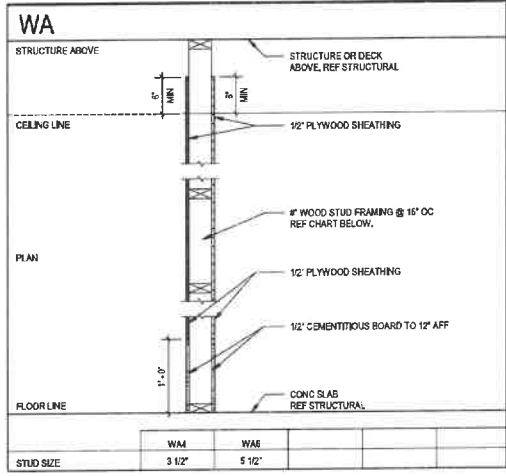 WA
STRUCTURE ABOVE
STRUCTURE OR DECK
ABOVE, REF STRUCTURAL
6"
MIN
MIN
6"
CEILING LINE
1/2" PLYWOOD SHEATHING
#" WOOD STUD FRAMING @ 16" OC
REF CHART BELOW.
PLAN
1/2" PLYWOOD SHEATHING
1/2" CEMENTITIOUS BOARD TO 12" AFF
1' - 0"
CONC SLAB
REF STRUCTURAL
FLOOR LINE
WA4 WA6
STUD SIZE 3 1/2" 5 1/2"